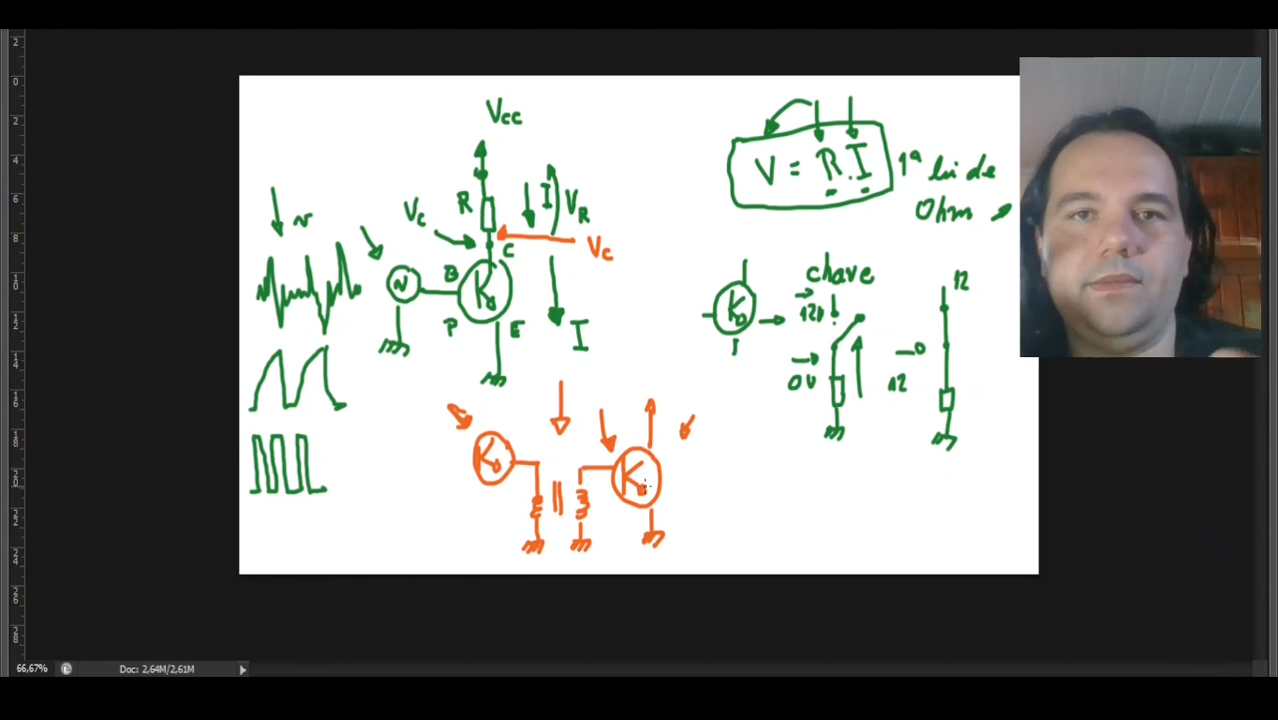 Vcc
V = R.I 1ª lei de
Ohm
R
I
VR
Vc
C
Vc
B
P
E
I
chave
12V
0V
12
12
66,67%
Doc: 2,64M/2,61M